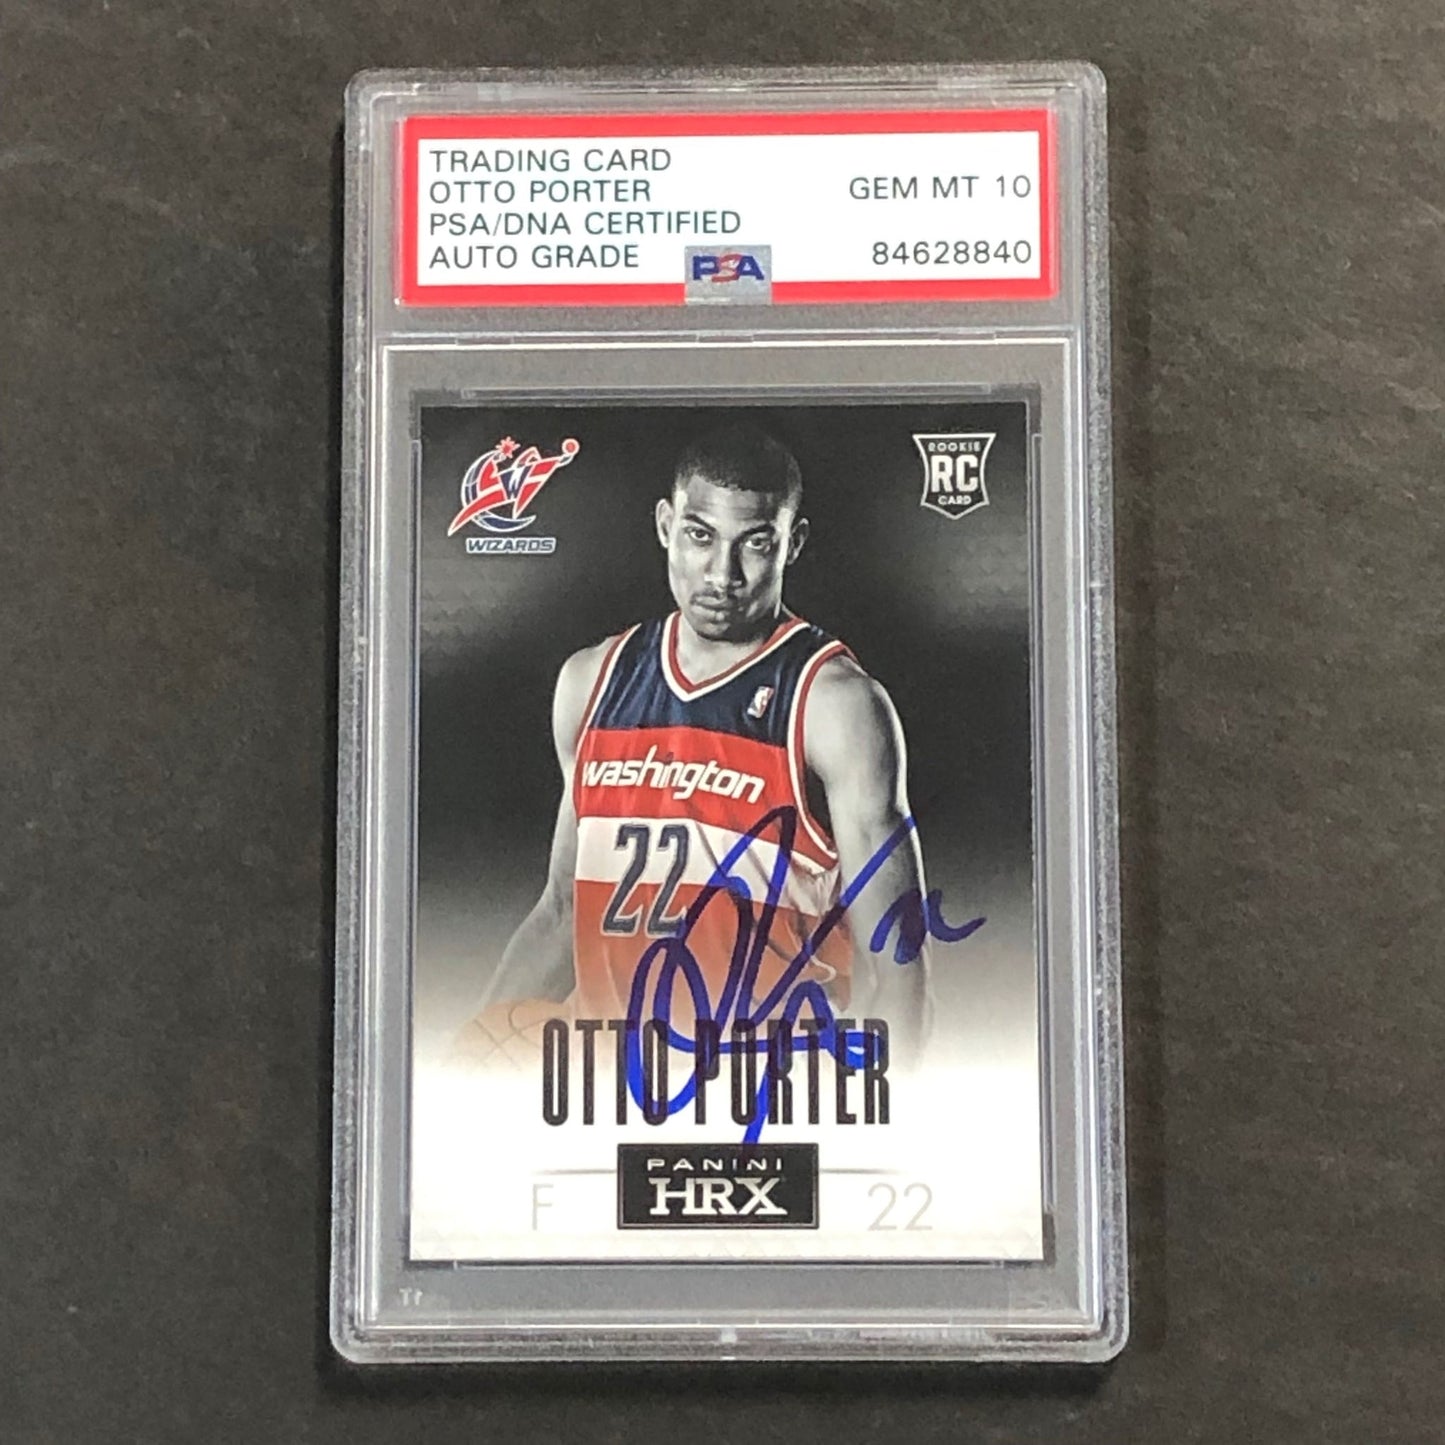 TRADING CARD
OTTO PORTER
PSA/DNA CERTIFIED
AUTO GRADE
GEM MT 10
84628840
PSA
WIZARDS
ROOKIE
RC
CARD
washington
22
OTTO PORTER
PANINI
HRX
F
22